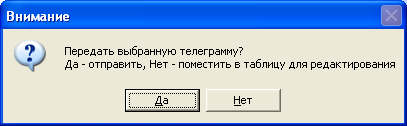 Внимание
Передать выбранную телеграмму?
Да - отправить, Нет - поместить в таблицу для редактирования
Да
Нет